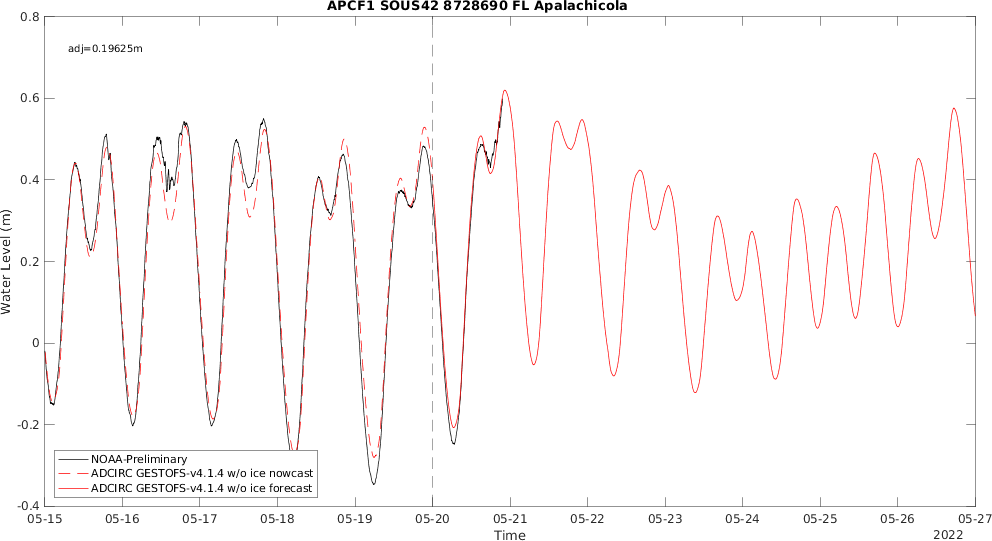 APCF1 SOUS42 8728690 FL Apalachicola
adj=0.19625m
0.8
0.6
0.4
0.2
0
-0.2
-0.4
Water Level (m)
NOAA-Preliminary
ADCIRC GESTOFS-v4.1.4 w/o ice nowcast
ADCIRC GESTOFS-v4.1.4 w/o ice forecast
05-15 05-16 05-17 05-18 05-19 05-20 05-21 05-22 05-23 05-24 05-25 05-26 05-27
Time
2022